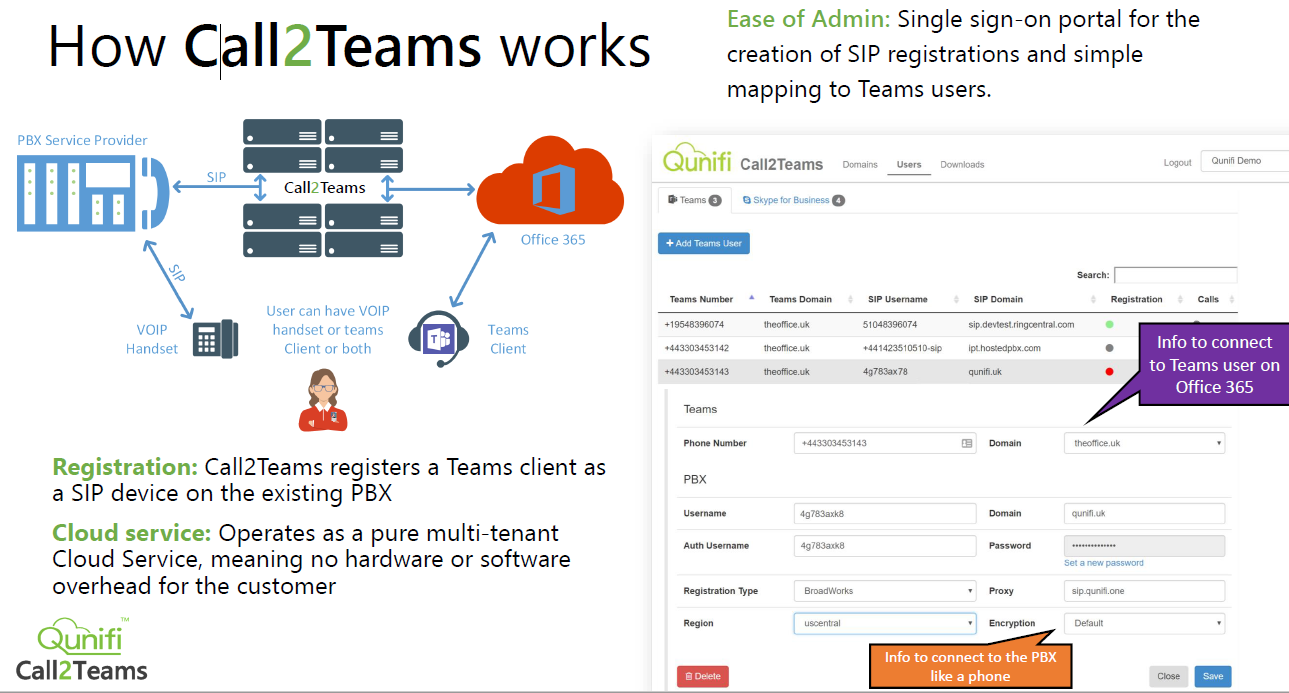 How Call2Teams works
Ease of Admin: Single sign-on portal for the
creation of SIP registrations and simple
mapping to Teams users.
PBX Service Provider
SIP
Call2Teams
Office 365
SIP
VOIP
Handset
User can have VOIP
handset or teams
Client or both
Teams
Client
Registration: Call2Teams registers a Teams client as
a SIP device on the existing PBX
Cloud service: Operates as a pure multi-tenant
Cloud Service, meaning no hardware or software
overhead for the customer
Qunifi™
Call2Teams
Qunifi Call2Teams Domains Users Downloads Logout Qunifi Demo
Teams 3 Skype for Business 4
+ Add Teams User
Search:
Teams Number Teams Domain SIP Username SIP Domain Registration Calls
+19548396074 theoffice.uk 51048396074 sip.devtest.ringcentral.com
+443303453142 theoffice.uk +441423510510-sip ipt.hostedpbx.com
+443303453143 theoffice.uk 4g783ax78 qunifi.uk
Info to connect
to Teams user on
Office 365
Teams
Phone Number +443303453143 Domain theoffice.uk
PBX
Username 4g783axk8 Domain qunifi.uk
Auth Username 4g783axk8 Password ••••••••••••••
Set a new password
Registration Type BroadWorks Proxy sip.qunifi.one
Region uscentral Encryption Default
Info to connect to the PBX
like a phone
Delete Close Save